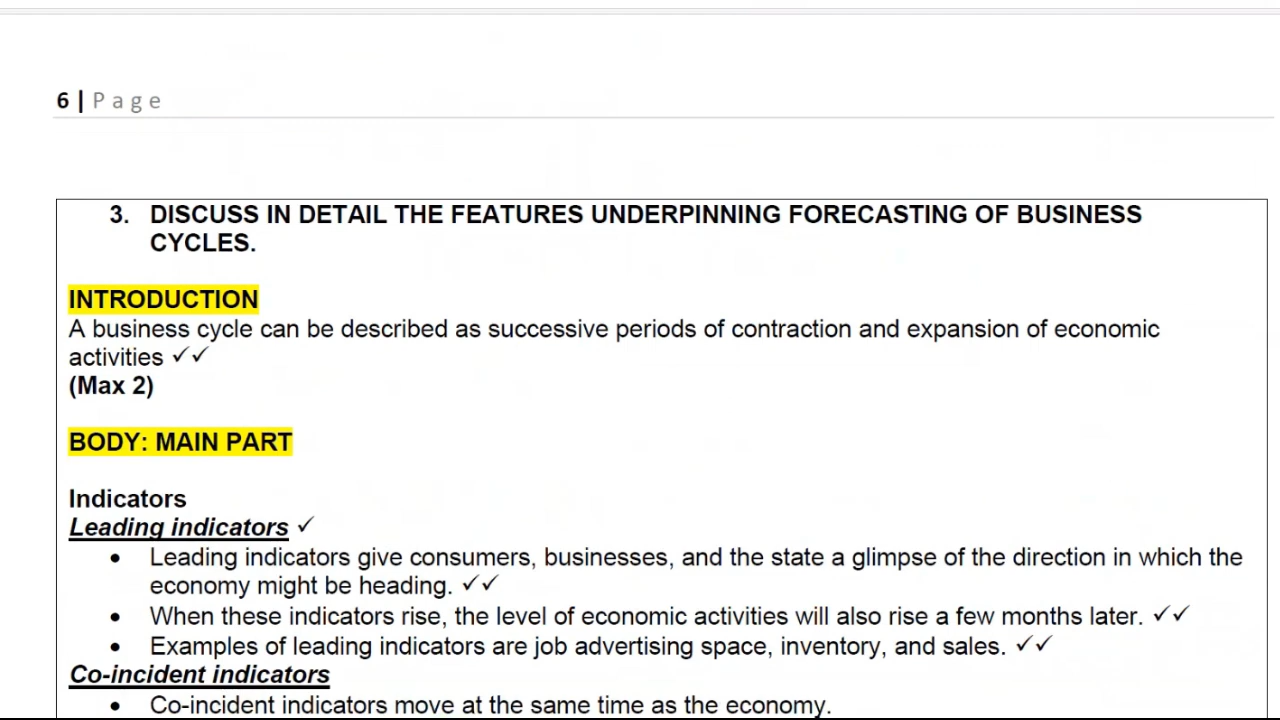 6 | Page
3. DISCUSS IN DETAIL THE FEATURES UNDERPINNING FORECASTING OF BUSINESS
CYCLES.
INTRODUCTION
A business cycle can be described as successive periods of contraction and expansion of economic
activities ✓✓
(Max 2)
BODY: MAIN PART
Indicators
Leading indicators ✓
• Leading indicators give consumers, businesses, and the state a glimpse of the direction in which the
economy might be heading. ✓✓
• When these indicators rise, the level of economic activities will also rise a few months later. ✓✓
• Examples of leading indicators are job advertising space, inventory, and sales. ✓✓
Co-incident indicators
• Co-incident indicators move at the same time as the economy.